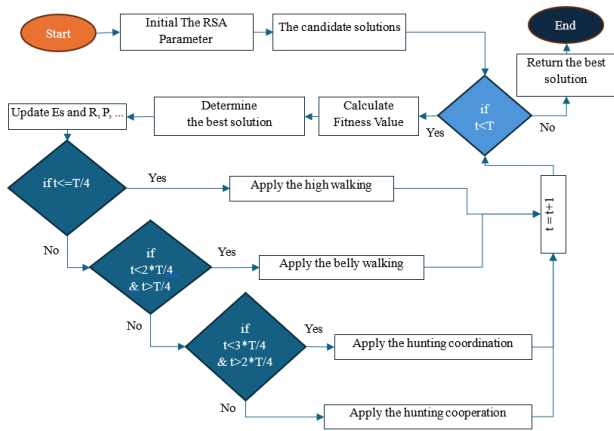 Start
Initial The RSA
Parameter
The candidate solutions
End
Return the best
solution
if
t<T
Yes
No
Calculate
Fitness Value
Determine
the best solution
Update Es and R, P, ...
if t<=T/4
Yes
Apply the high walking
t = t+1
No
if
t<2*T/4
& t>T/4
Yes
Apply the belly walking
No
if
t<3*T/4
& t>2*T/4
Yes
Apply the hunting coordination
No
Apply the hunting cooperation